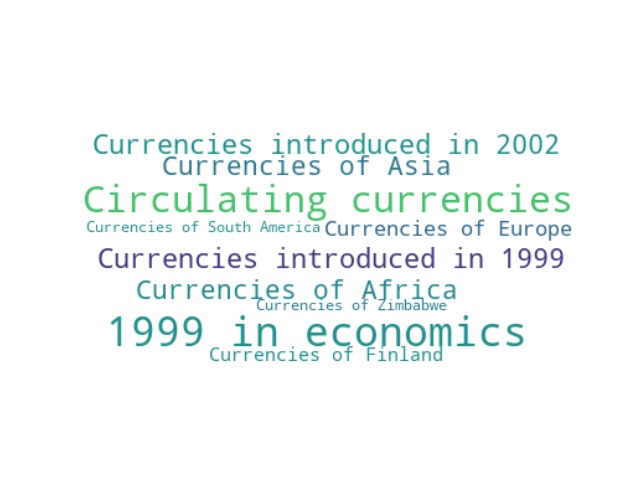 Currencies introduced in 2002
Currencies of Asia
Circulating currencies
Currencies of South America
Currencies of Europe
Currencies introduced in 1999
Currencies of Africa
Currencies of Zimbabwe
1999 in economics
Currencies of Finland